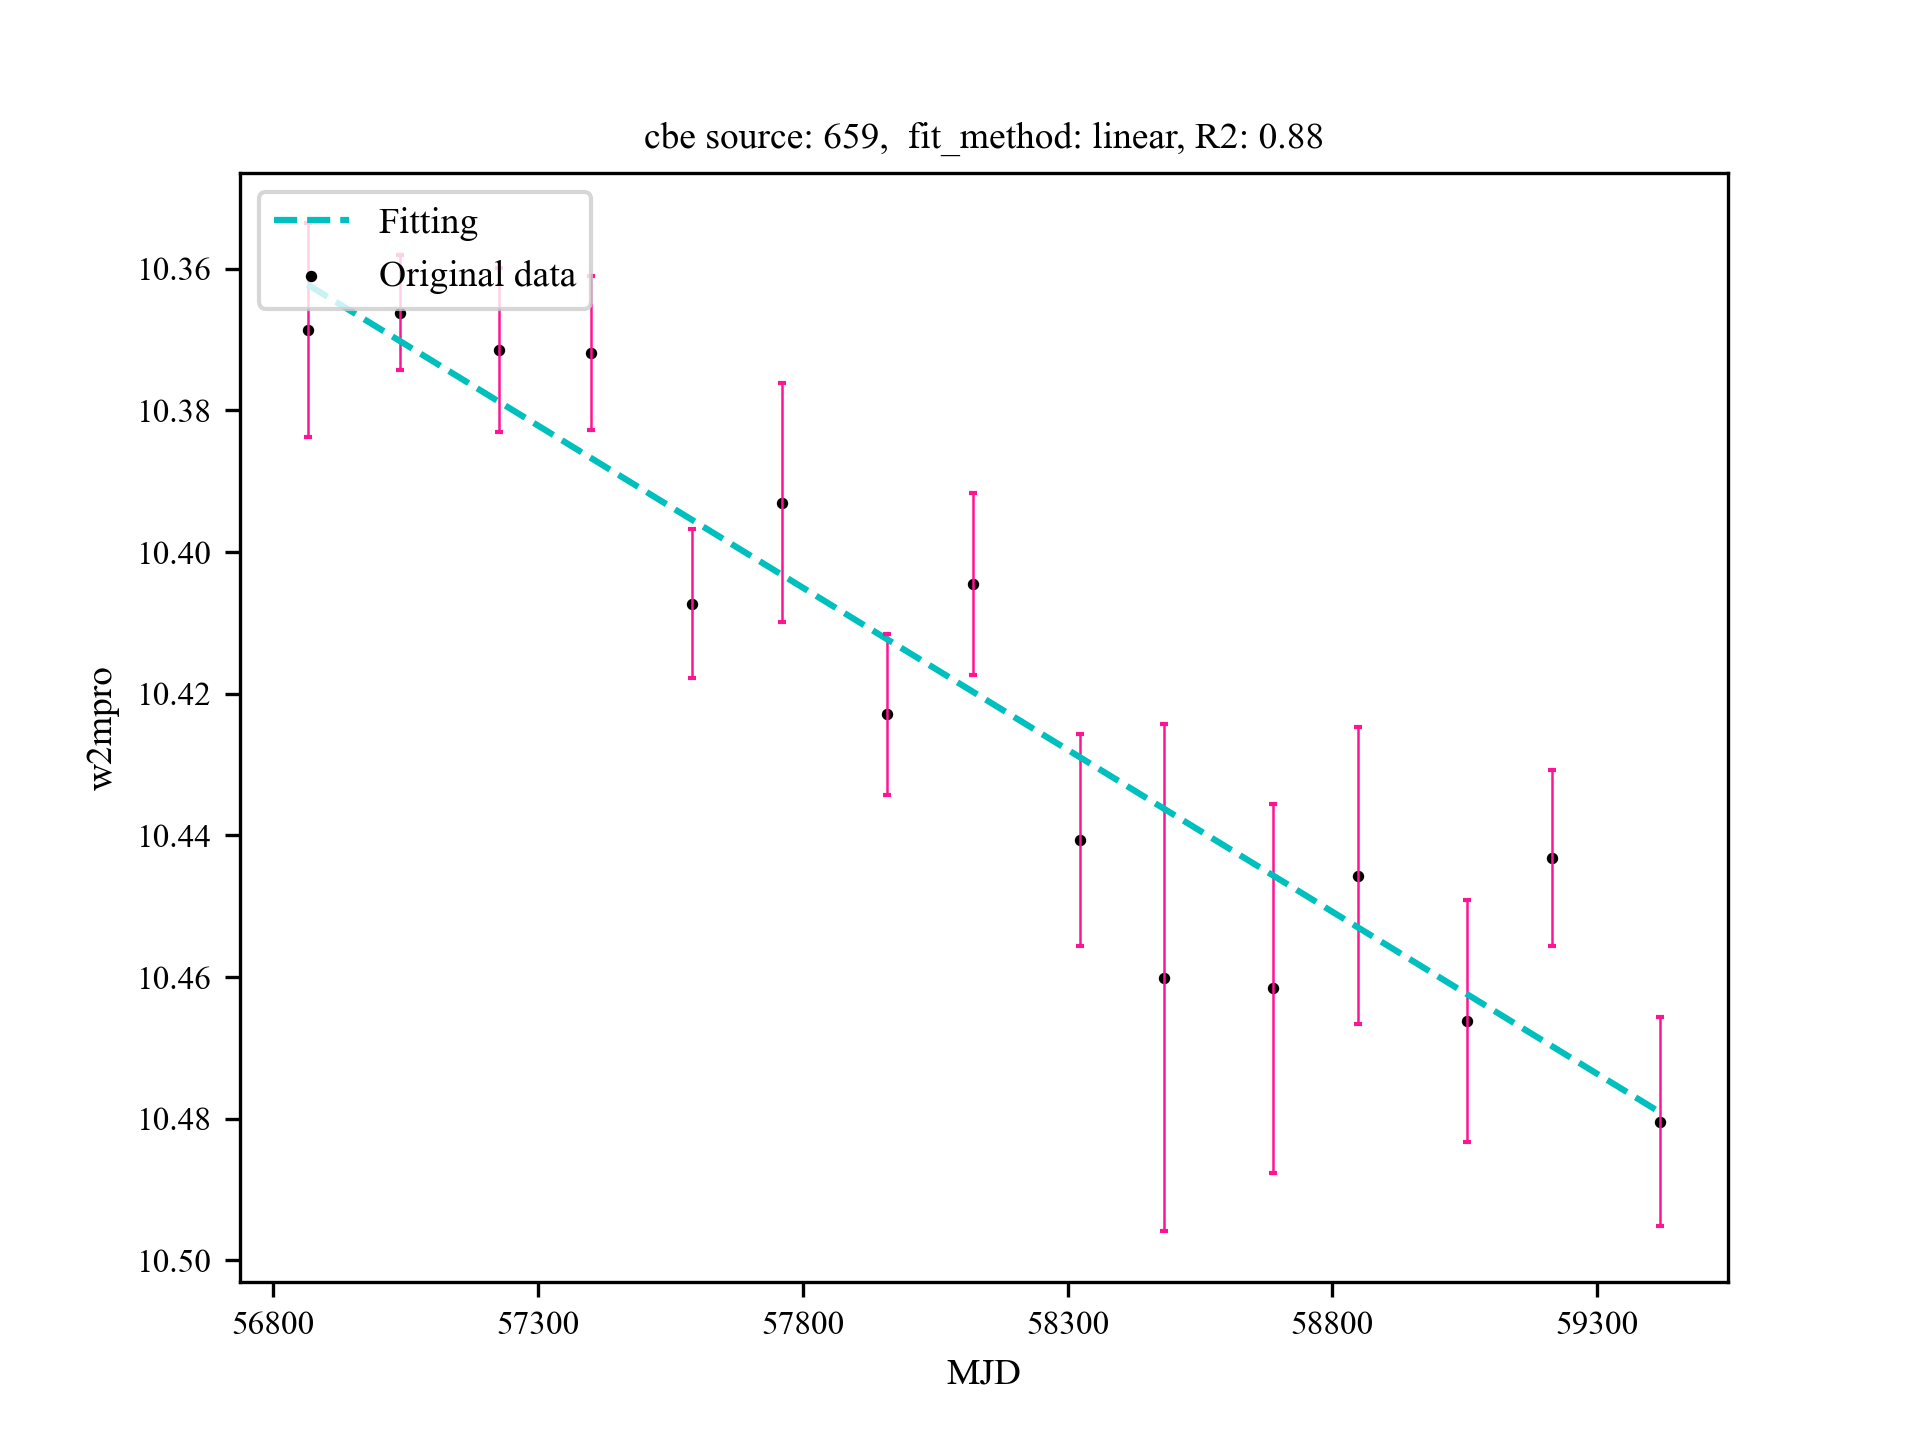 cbe source: 659,  fit_method: linear, R2: 0.88
Fitting
Original data
10.36
10.38
10.40
10.42
10.44
10.46
10.48
10.50
w2mpro
56800 57300 57800 58300 58800 59300
MJD